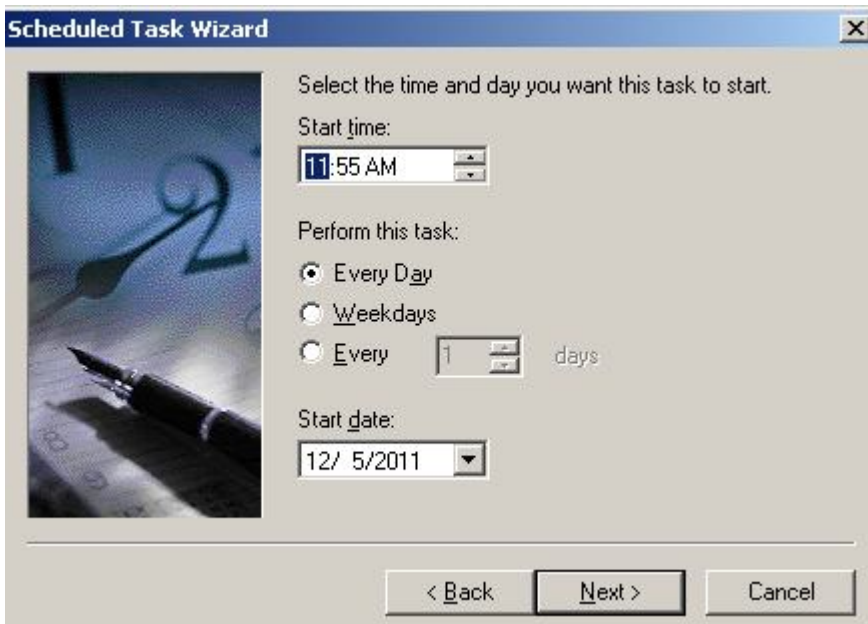 Scheduled Task Wizard
Select the time and day you want this task to start.
Start time:
11:55 AM
Perform this task:
Every Day
Weekdays
Every 1 days
Start date:
12/ 5/2011
< Back Next > Cancel